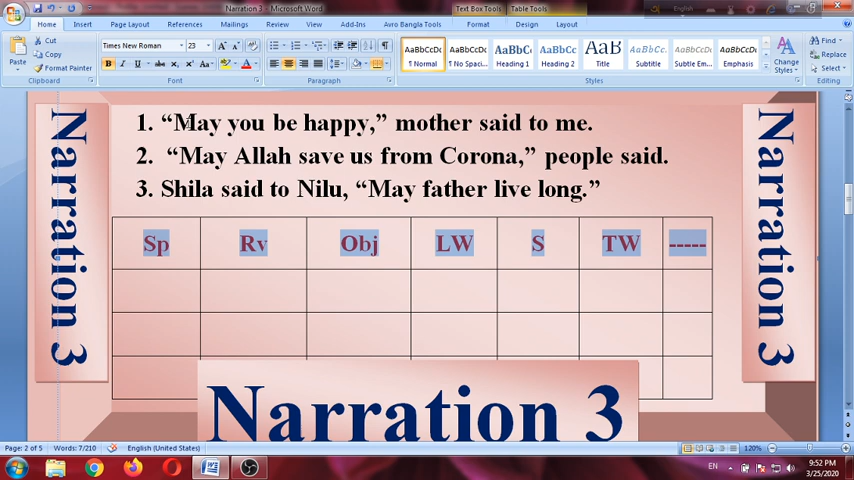 Narration 3 - Microsoft Word
Text Box Tools
Table Tools
English
Home
Insert
Page Layout
References
Mailings
Review
View
Add-Ins
Avro Bangla Tools
Format
Design
Layout
Paste
Cut
Copy
Format Painter
Clipboard
Times New Roman
23
Font
Paragraph
AaBbCcDc
¶ Normal
AaBbCcDc
¶ No Spaci...
AaBbC
Heading 1
AaBbCc
Heading 2
AaB
Title
AaBbCc
Subtitle
AaBbCcDc
Subtle Em...
AaBbCcDc
Emphasis
Styles
Change
Styles
Find
Replace
Select
Editing
Narration 3
1. “May you be happy,” mother said to me.
2. “May Allah save us from Corona,” people said.
3. Shila said to Nilu, “May father live long.”
Sp Rv Obj LW S TW -----
Narration 3
Narration 3
Page: 2 of 5
Words: 7/210
English (United States)
120%
EN
9:52 PM
3/25/2020